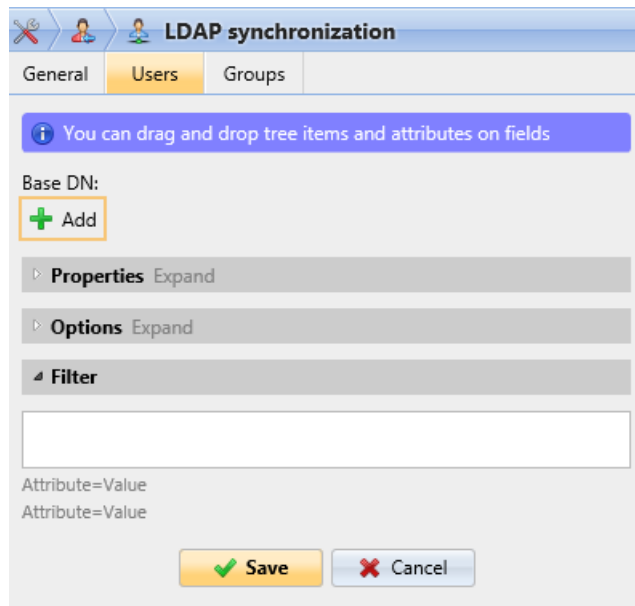 LDAP synchronization
General Users Groups
You can drag and drop tree items and attributes on fields
Base DN:
Add
Properties Expand
Options Expand
Filter
Attribute=Value
Attribute=Value
Save Cancel